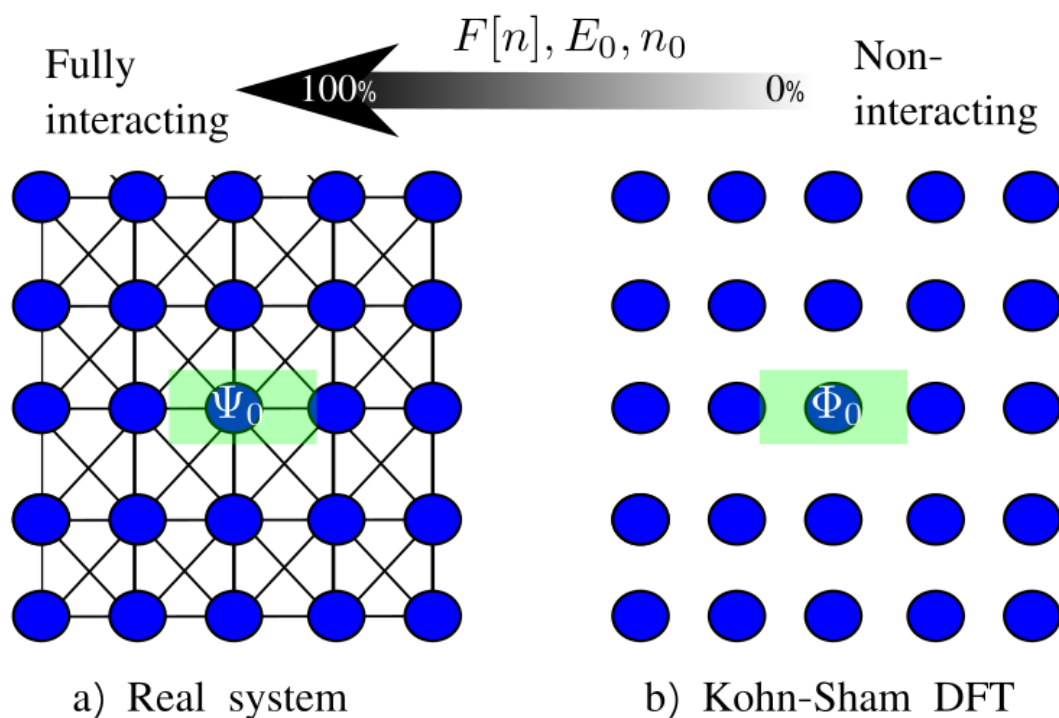 F[n], E₀, n₀
Fully
interacting
100%
0%
Non-
interacting
Ψ₀
Φ₀
a) Real system
b) Kohn-Sham DFT